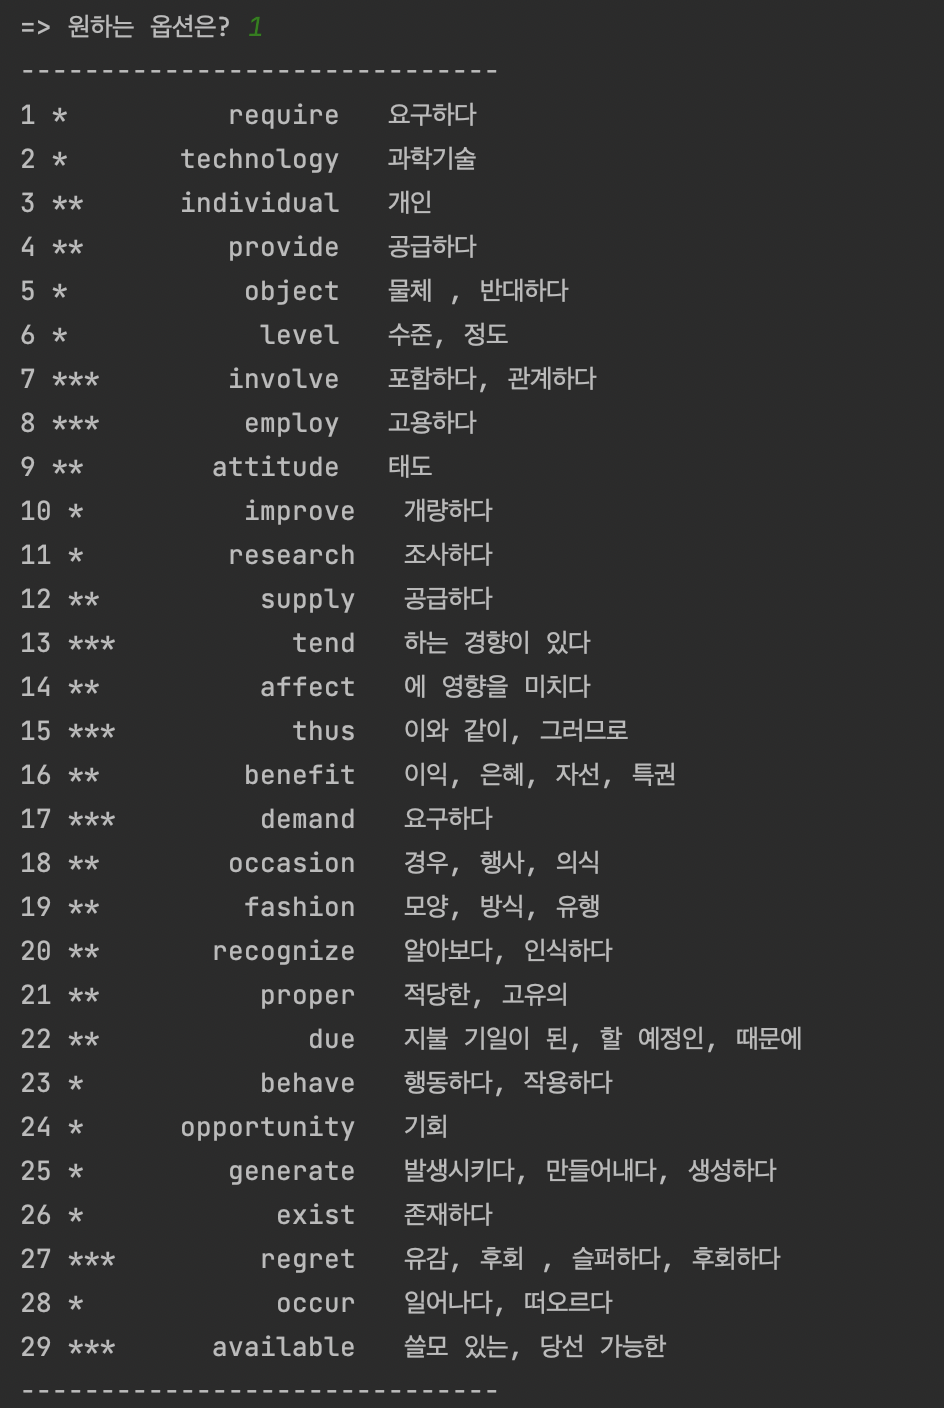 => 원하는 옵션은? 1
------------------------------
1 * require 요구하다
2 * technology 과학기술
3 ** individual 개인
4 ** provide 공급하다
5 * object 물체 , 반대하다
6 * level 수준, 정도
7 *** involve 포함하다, 관계하다
8 *** employ 고용하다
9 ** attitude 태도
10 * improve 개량하다
11 * research 조사하다
12 ** supply 공급하다
13 *** tend 하는 경향이 있다
14 ** affect 에 영향을 미치다
15 *** thus 이와 같이, 그러므로
16 ** benefit 이익, 은혜, 자선, 특권
17 *** demand 요구하다
18 ** occasion 경우, 행사, 의식
19 ** fashion 모양, 방식, 유행
20 ** recognize 알아보다, 인식하다
21 ** proper 적당한, 고유의
22 ** due 지불 기일이 된, 할 예정인, 때문에
23 * behave 행동하다, 작용하다
24 * opportunity 기회
25 * generate 발생시키다, 만들어내다, 생성하다
26 * exist 존재하다
27 *** regret 유감, 후회 , 슬퍼하다, 후회하다
28 * occur 일어나다, 떠오르다
29 *** available 쓸모 있는, 당선 가능한
------------------------------